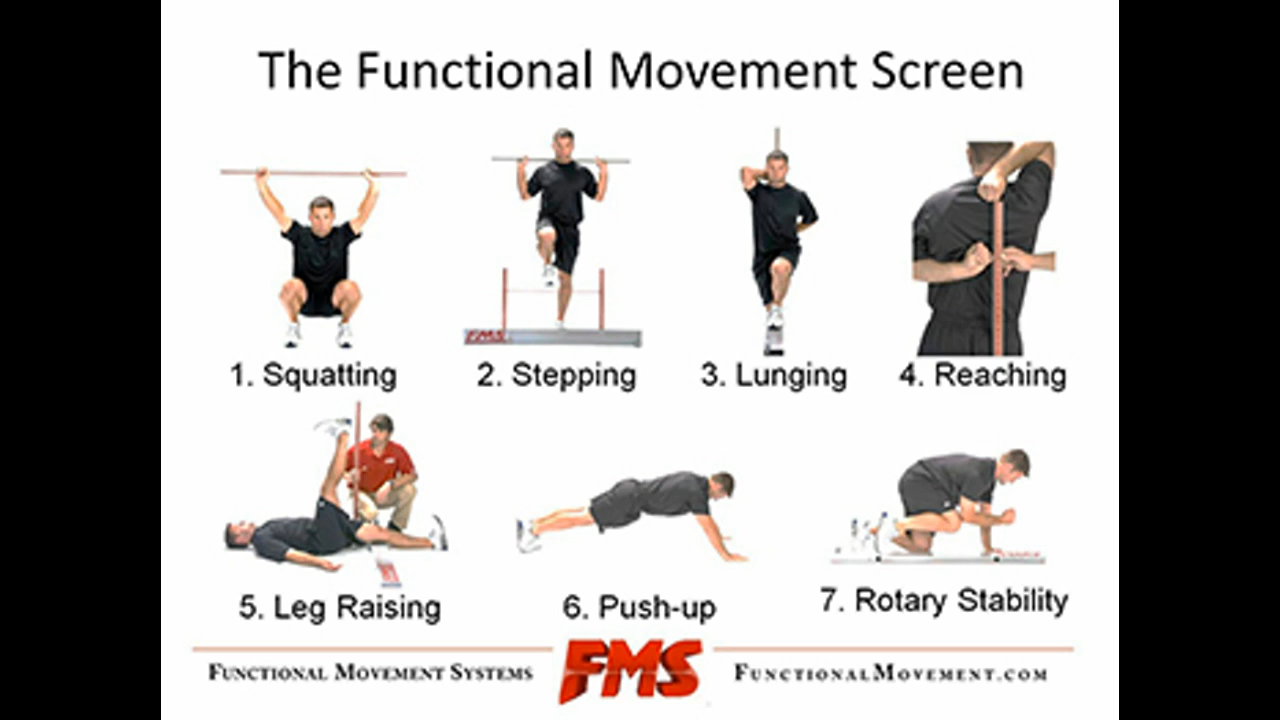 The Functional Movement Screen
1. Squatting
2. Stepping
3. Lunging
4. Reaching
5. Leg Raising
6. Push-up
7. Rotary Stability
FUNCTIONAL MOVEMENT SYSTEMS
FMS
FUNCTIONALMOVEMENT.COM
FMS